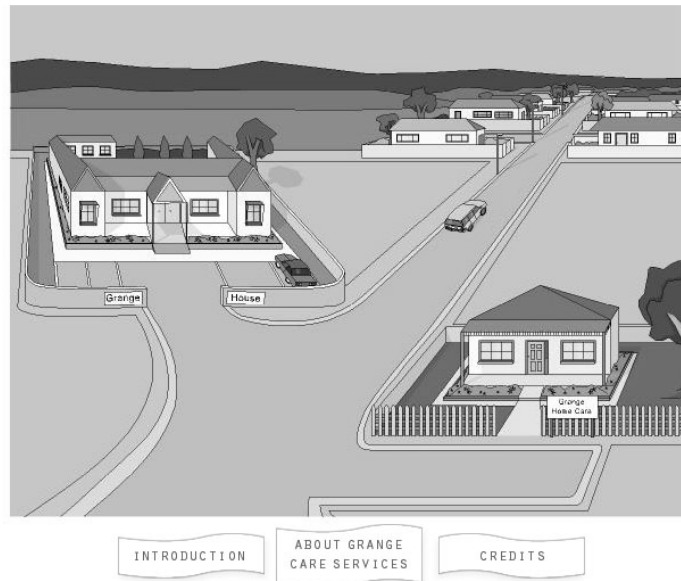 Grange House
Grange
Home Care
INTRODUCTION
ABOUT GRANGE
CARE SERVICES
CREDITS